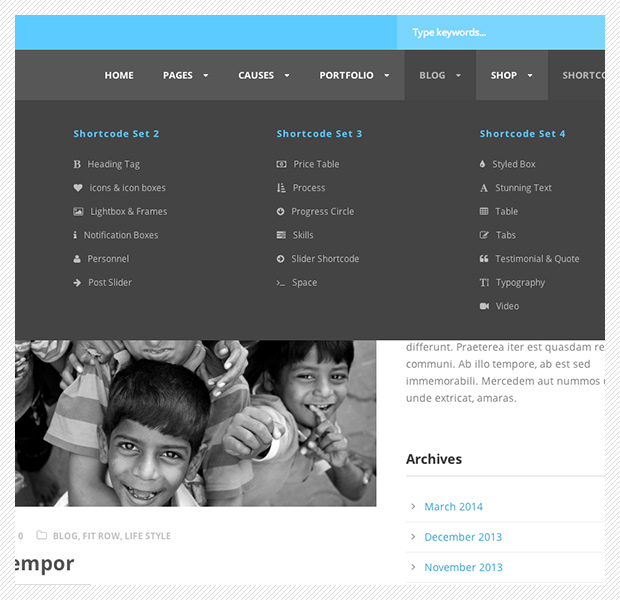 Type keywords...
HOME PAGES CAUSES PORTFOLIO BLOG SHOP SHORTCO
Shortcode Set 2
Heading Tag
icons & icon boxes
Lightbox & Frames
Notification Boxes
Personnel
Post Slider
Shortcode Set 3
Price Table
Process
Progress Circle
Skills
Slider Shortcode
Space
Shortcode Set 4
Styled Box
Stunning Text
Table
Tabs
Testimonial & Quote
Typography
Video
differunt. Praeterea iter est quasdam re
communi. Ab illo tempore, ab est sed
immemorabili. Mercedem aut nummos
unde extricat, amaras.
Archives
March 2014
December 2013
November 2013
0 BLOG, FIT ROW, LIFE STYLE
empor